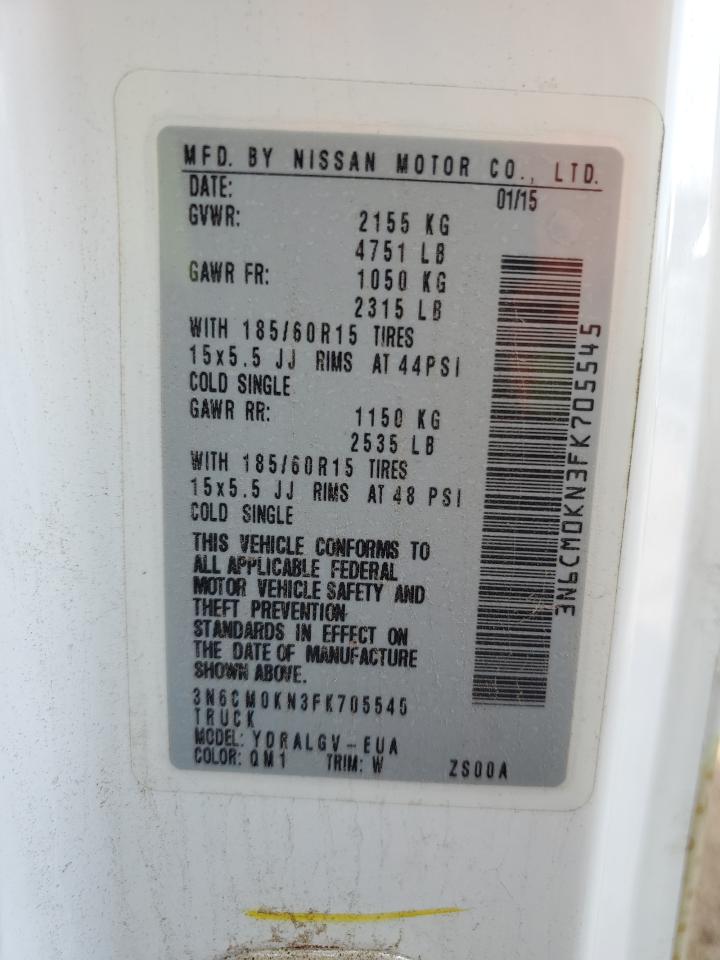 MFD. BY NISSAN MOTOR CO., LTD.
DATE: 01/15
GVWR: 2155 KG
4751 LB
GAWR FR: 1050 KG
2315 LB
WITH 185/60R15 TIRES
15x5.5 JJ RIMS AT 44PSI
COLD SINGLE
GAWR RR: 1150 KG
2535 LB
WITH 185/60R15 TIRES
15x5.5 JJ RIMS AT 48 PSI
COLD SINGLE
THIS VEHICLE CONFORMS TO
ALL APPLICABLE FEDERAL
MOTOR VEHICLE SAFETY AND
THEFT PREVENTION
STANDARDS IN EFFECT ON
THE DATE OF MANUFACTURE
SHOWN ABOVE.
3N6CM0KN3FK705545
TRUCK
MODEL: YORALGV-EUA
COLOR: QM1 TRIM: W ZS00A
3N6CM0KN3FK705545